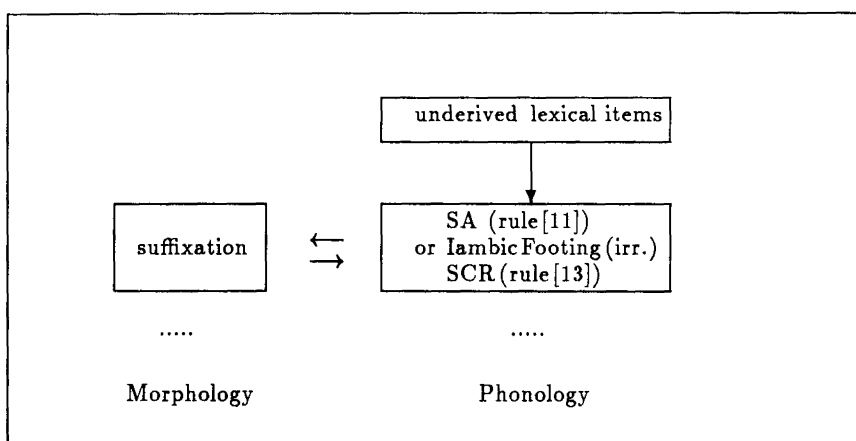 underived lexical items
SA (rule[11])
suffixation
or Iambic Footing (irr.)
SCR (rule[13])
..... .....
Morphology Phonology